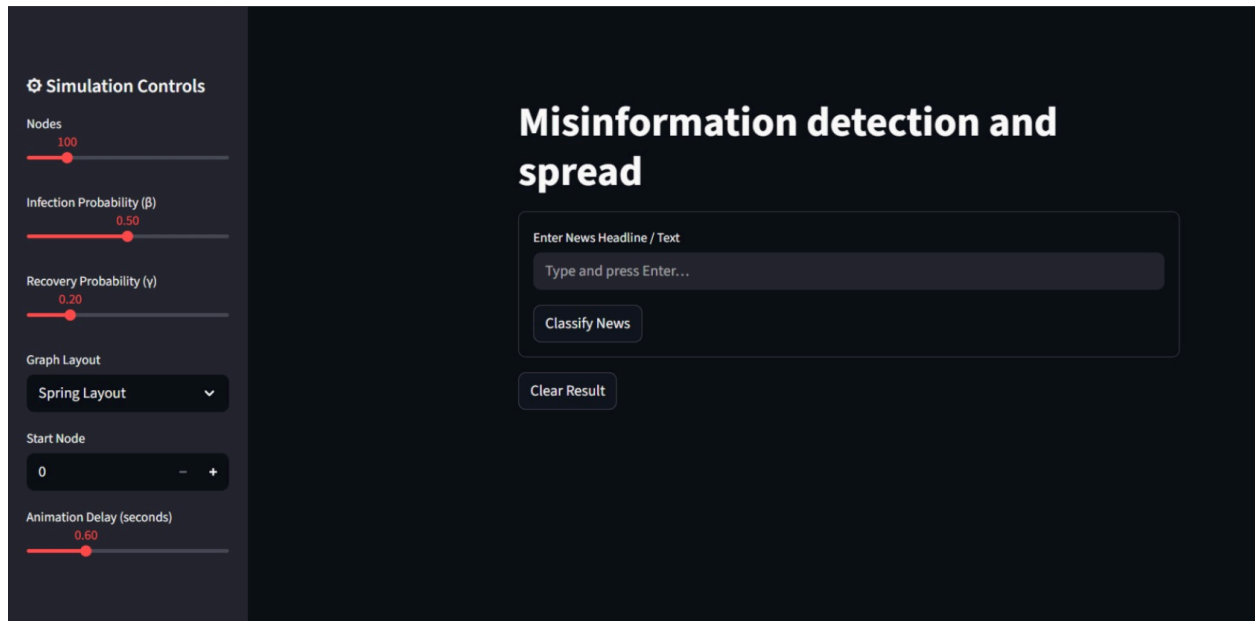 Simulation Controls
Nodes
100
Infection Probability (β)
0.50
Recovery Probability (γ)
0.20
Graph Layout
Spring Layout
Start Node
0
Animation Delay (seconds)
0.60
Misinformation detection and
spread
Enter News Headline / Text
Type and press Enter...
Classify News
Clear Result